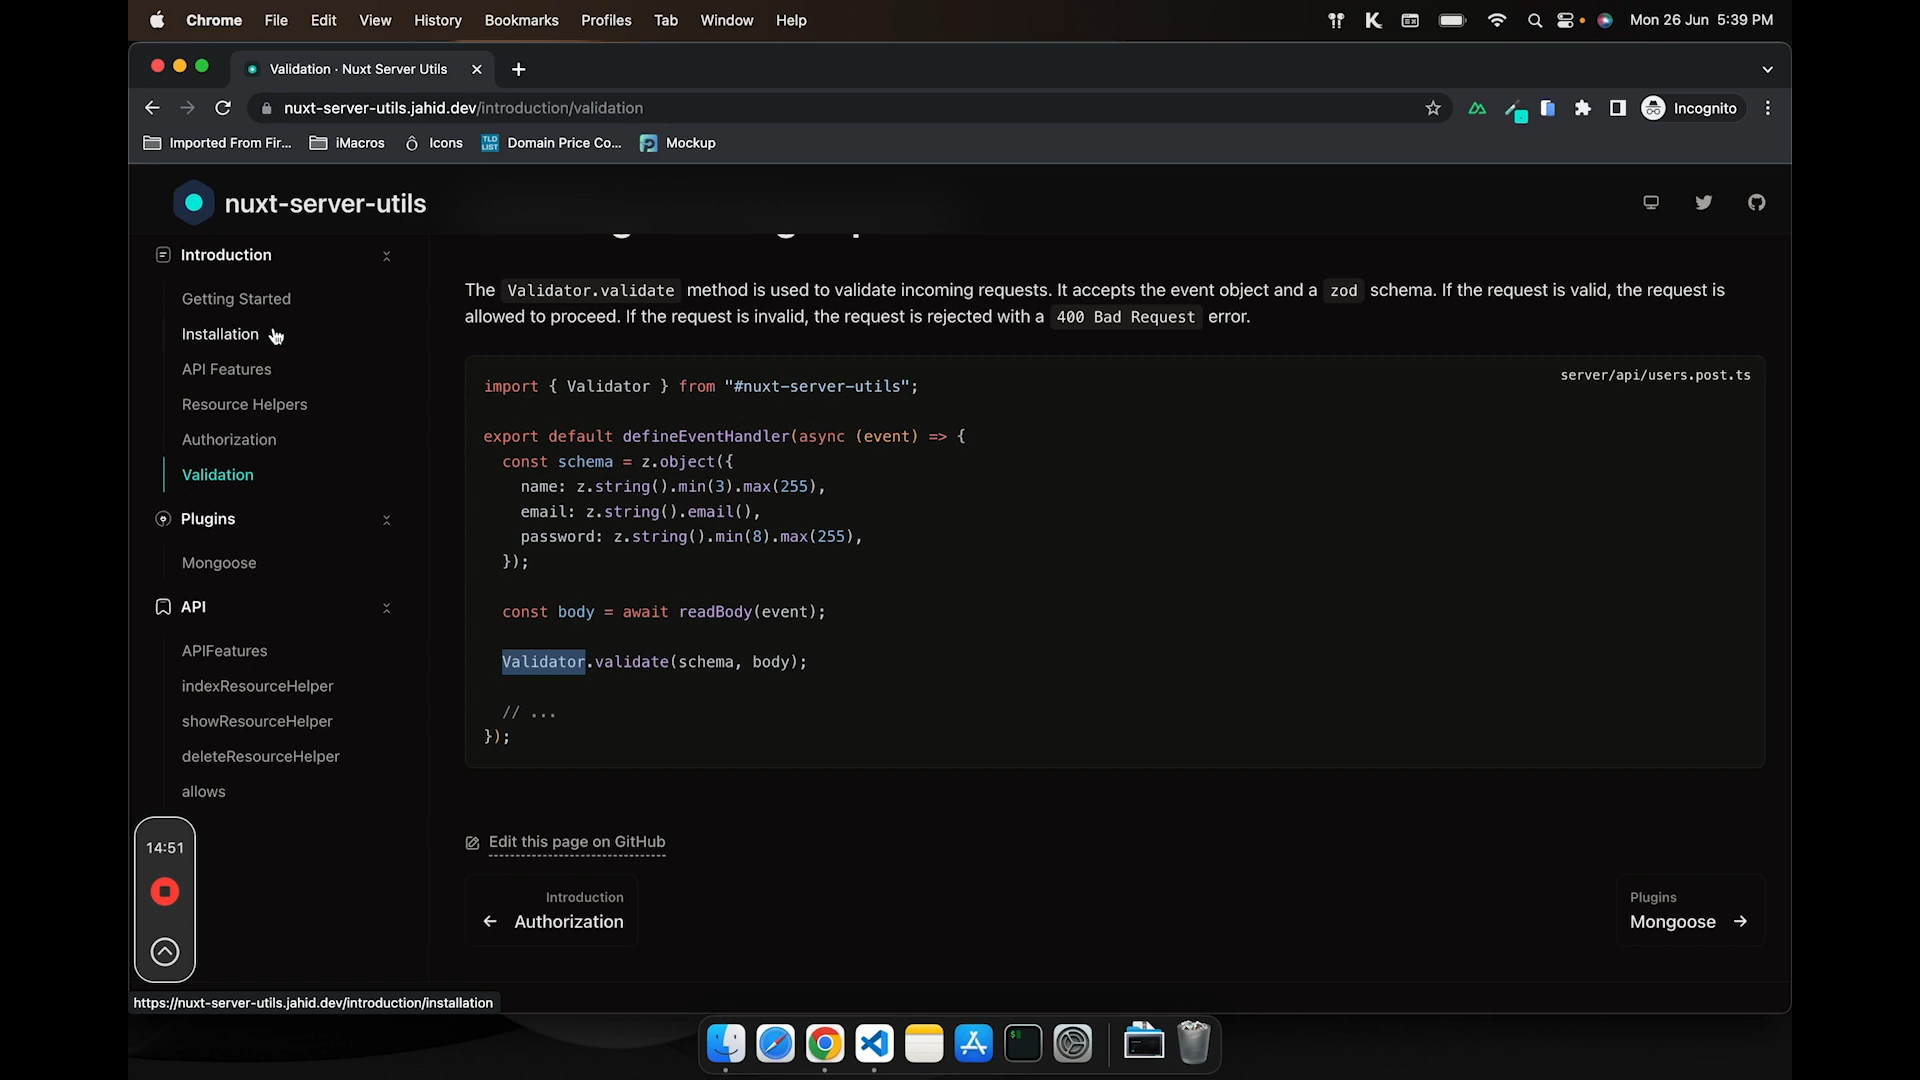 Chrome File Edit View History Bookmarks Profiles Tab Window Help Mon 26 Jun 5:39 PM
Validation · Nuxt Server Utils
nuxt-server-utils.jahid.dev/introduction/validation Incognito
Imported From Fir... iMacros Icons TLD LIST Domain Price Co... Mockup
nuxt-server-utils
Introduction
Getting Started
Installation
API Features
Resource Helpers
Authorization
Validation
Plugins
Mongoose
API
APIFeatures
indexResourceHelper
showResourceHelper
deleteResourceHelper
allows
14:51
The Validator.validate method is used to validate incoming requests. It accepts the event object and a zod schema. If the request is valid, the request is
allowed to proceed. If the request is invalid, the request is rejected with a 400 Bad Request error.
server/api/users.post.ts
import { Validator } from "#nuxt-server-utils";
export default defineEventHandler(async (event) => {
const schema = z.object({
name: z.string().min(3).max(255),
email: z.string().email(),
password: z.string().min(8).max(255),
});
const body = await readBody(event);
Validator.validate(schema, body);
// ...
});
Edit this page on GitHub
Introduction
Authorization
Plugins
Mongoose
https://nuxt-server-utils.jahid.dev/introduction/installation